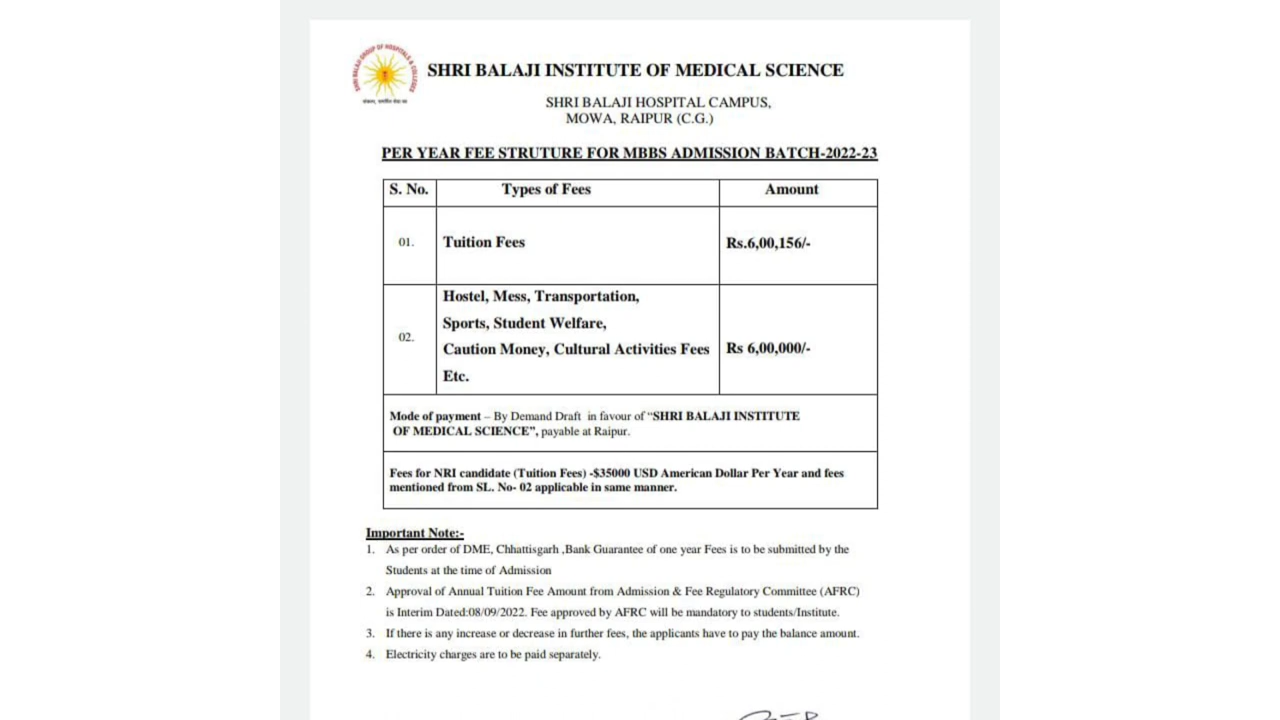 SHRI BALAJI GROUP OF HOSPITALS & COLLEGES
SHRI BALAJI INSTITUTE OF MEDICAL SCIENCE
SHRI BALAJI HOSPITAL CAMPUS,
MOWA, RAIPUR (C.G.)
PER YEAR FEE STRUTURE FOR MBBS ADMISSION BATCH-2022-23
S. No. Types of Fees Amount
01. Tuition Fees Rs.6,00,156/-
Hostel, Mess, Transportation,
Sports, Student Welfare,
02.
Caution Money, Cultural Activities Fees Rs 6,00,000/-
Etc.
Mode of payment – By Demand Draft in favour of “SHRI BALAJI INSTITUTE
OF MEDICAL SCIENCE”, payable at Raipur.
Fees for NRI candidate (Tuition Fees) -$35000 USD American Dollar Per Year and fees
mentioned from SL. No- 02 applicable in same manner.
Important Note:-
1. As per order of DME, Chhattisgarh ,Bank Guarantee of one year Fees is to be submitted by the
Students at the time of Admission
2. Approval of Annual Tuition Fee Amount from Admission & Fee Regulatory Committee (AFRC)
is Interim Dated:08/09/2022. Fee approved by AFRC will be mandatory to students/Institute.
3. If there is any increase or decrease in further fees, the applicants have to pay the balance amount.
4. Electricity charges are to be paid separately.